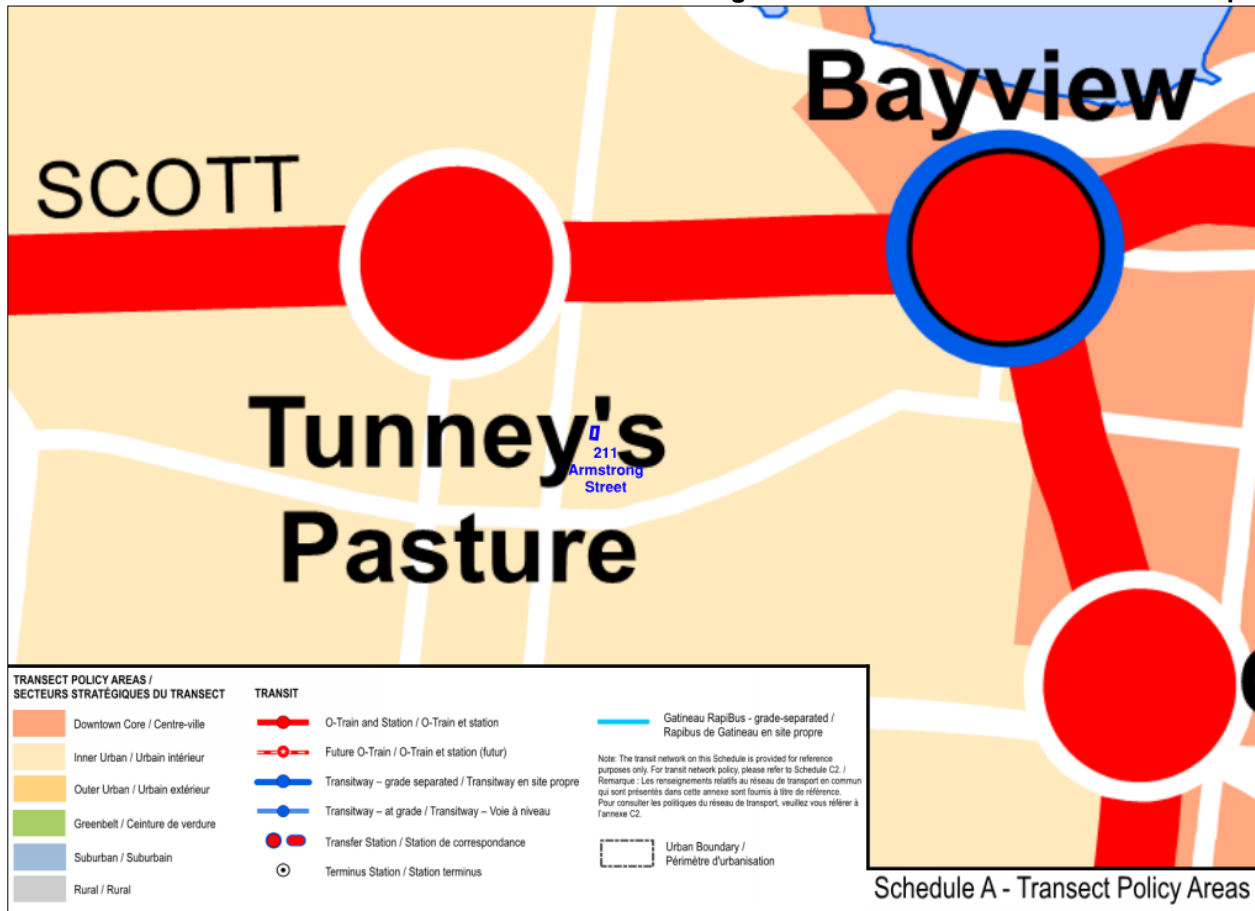 Bayview
SCOTT
Tunney's
211
Armstrong
Street
Pasture
TRANSECT POLICY AREAS /
SECTEURS STRATÉGIQUES DU TRANSECT
Downtown Core / Centre-ville
Inner Urban / Urbain intérieur
Outer Urban / Urbain extérieur
Greenbelt / Ceinture de verdure
Suburban / Suburbain
Rural / Rural
TRANSIT
O-Train and Station / O-Train et station
Future O-Train / O-Train et station (futur)
Transitway – grade separated / Transitway en site propre
Transitway – at grade / Transitway – Voie à niveau
Transfer Station / Station de correspondance
Terminus Station / Station terminus
Gatineau RapiBus - grade-separated /
Rapibus de Gatineau en site propre
Note: The transit network on this Schedule is provided for reference
purposes only. For transit network policy, please refer to Schedule C2. /
Remarque : Les renseignements relatifs au réseau de transport en commun
qui sont présentés dans cette annexe sont fournis à titre de référence.
Pour consulter les politiques du réseau de transport, veuillez vous référer à
l'annexe C2.
Urban Boundary /
Périmètre d'urbanisation
Schedule A - Transect Policy Areas